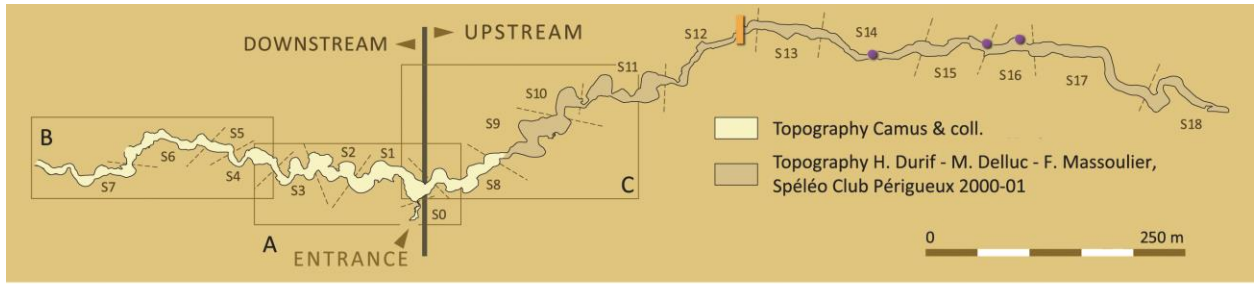 DOWNSTREAM
UPSTREAM
S12
S13
S14
S15
S16
S17
S18
S11
S10
S9
B
S5
S6
S4
S7
S2
S1
S3
S8
C
S0
A
ENTRANCE
Topography Camus & coll.
Topography H. Durif - M. Delluc - F. Massoulier,
Spéléo Club Périgueux 2000-01
0
250 m